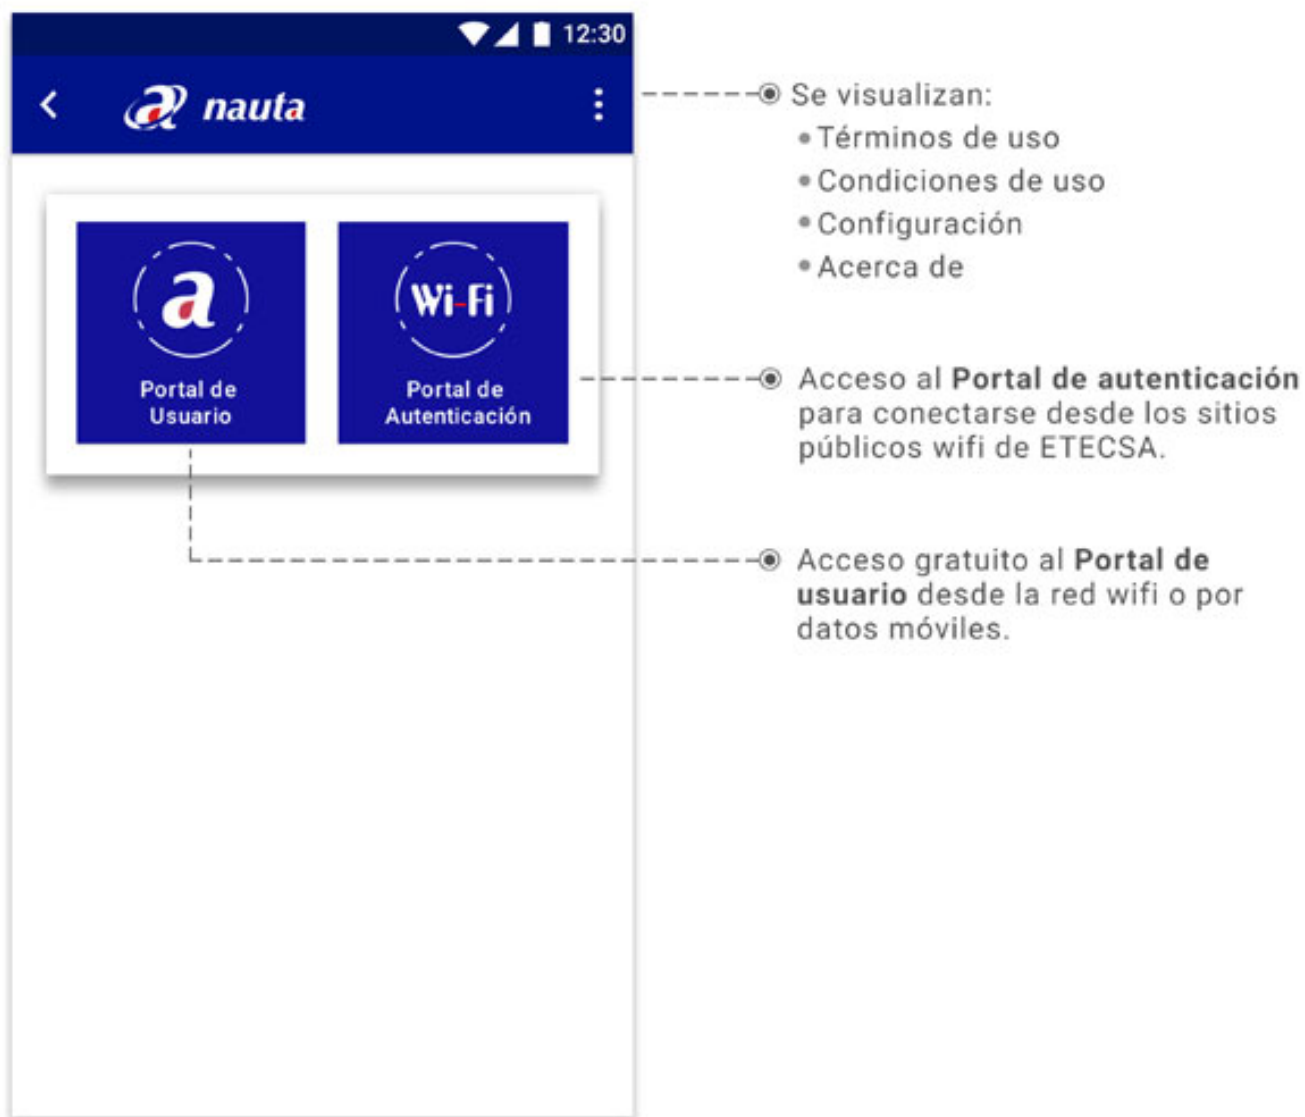 12:30
a nauta
Se visualizan:
Términos de uso
Condiciones de uso
Configuración
Acerca de
a
Portal de
Usuario
Wi-Fi
Portal de
Autenticación
Acceso al Portal de autenticación
para conectarse desde los sitios
públicos wifi de ETECSA.
Acceso gratuito al Portal de
usuario desde la red wifi o por
datos móviles.